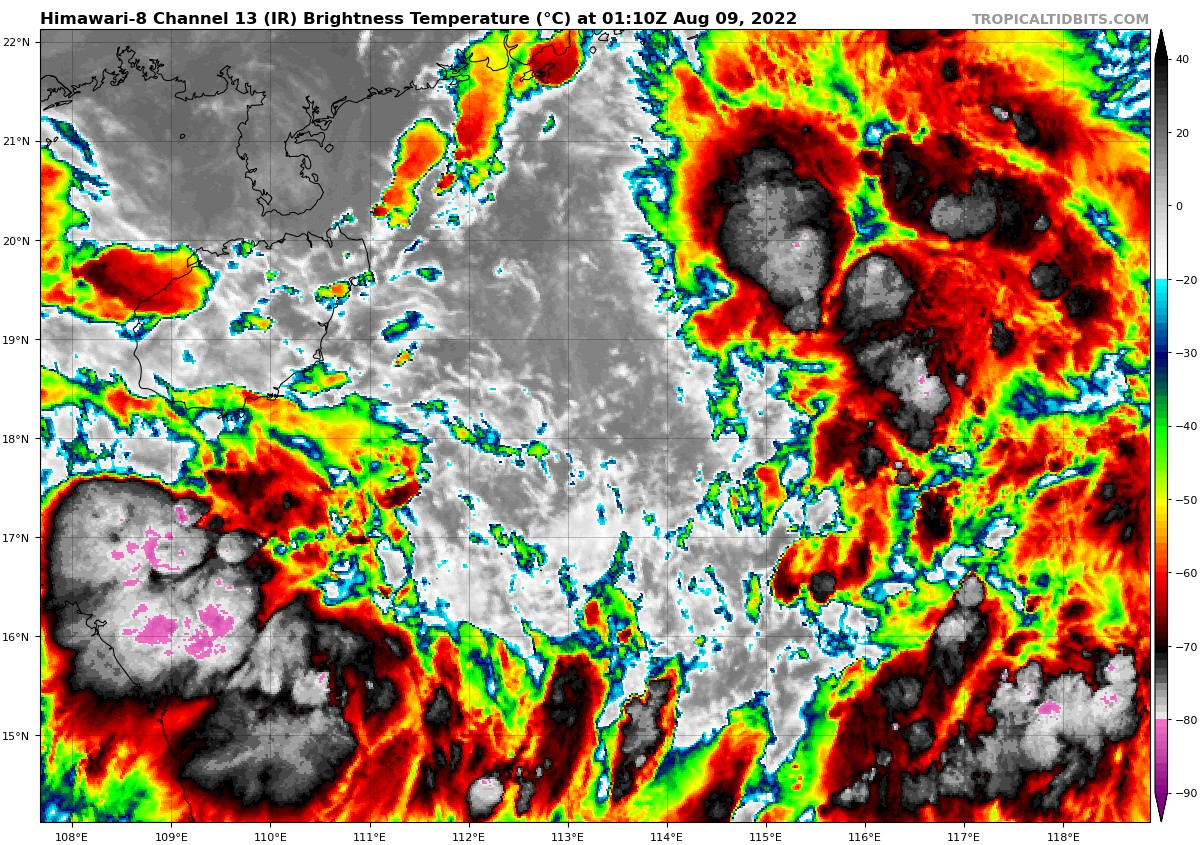 Himawari-8 Channel 13 (IR) Brightness Temperature (°C) at 01:10Z Aug 09, 2022
TROPICALTIDBITS.COM
22°N
21°N
20°N
19°N
18°N
17°N
16°N
15°N
108°E 109°E 110°E 111°E 112°E 113°E 114°E 115°E 116°E 117°E 118°E
40
20
0
−20
−30
−40
−50
−60
−70
−80
−90